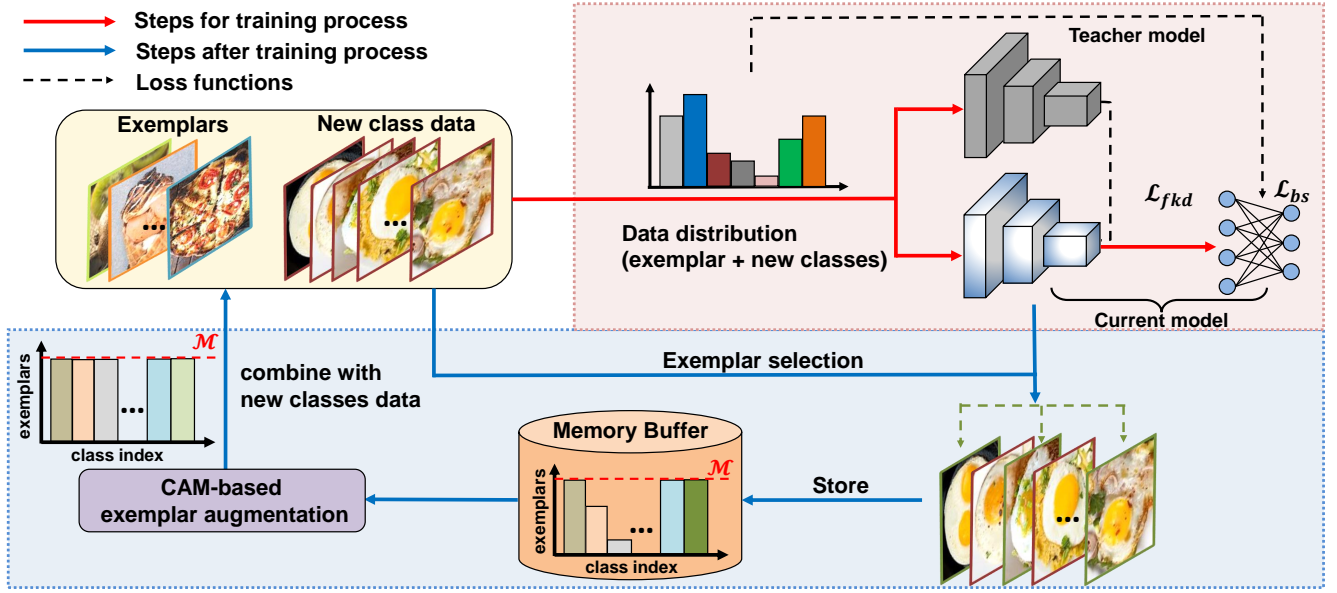 Steps for training process
Steps after training process
Loss functions
Exemplars
New class data
...
...
Data distribution
(exemplar + new classes)
Teacher model
ℒ_fkd
ℒ_bs
Current model
ℳ
exemplars
...
class index
combine with
new classes data
Exemplar selection
CAM-based
exemplar augmentation
Memory Buffer
ℳ
exemplars
...
class index
Store
...